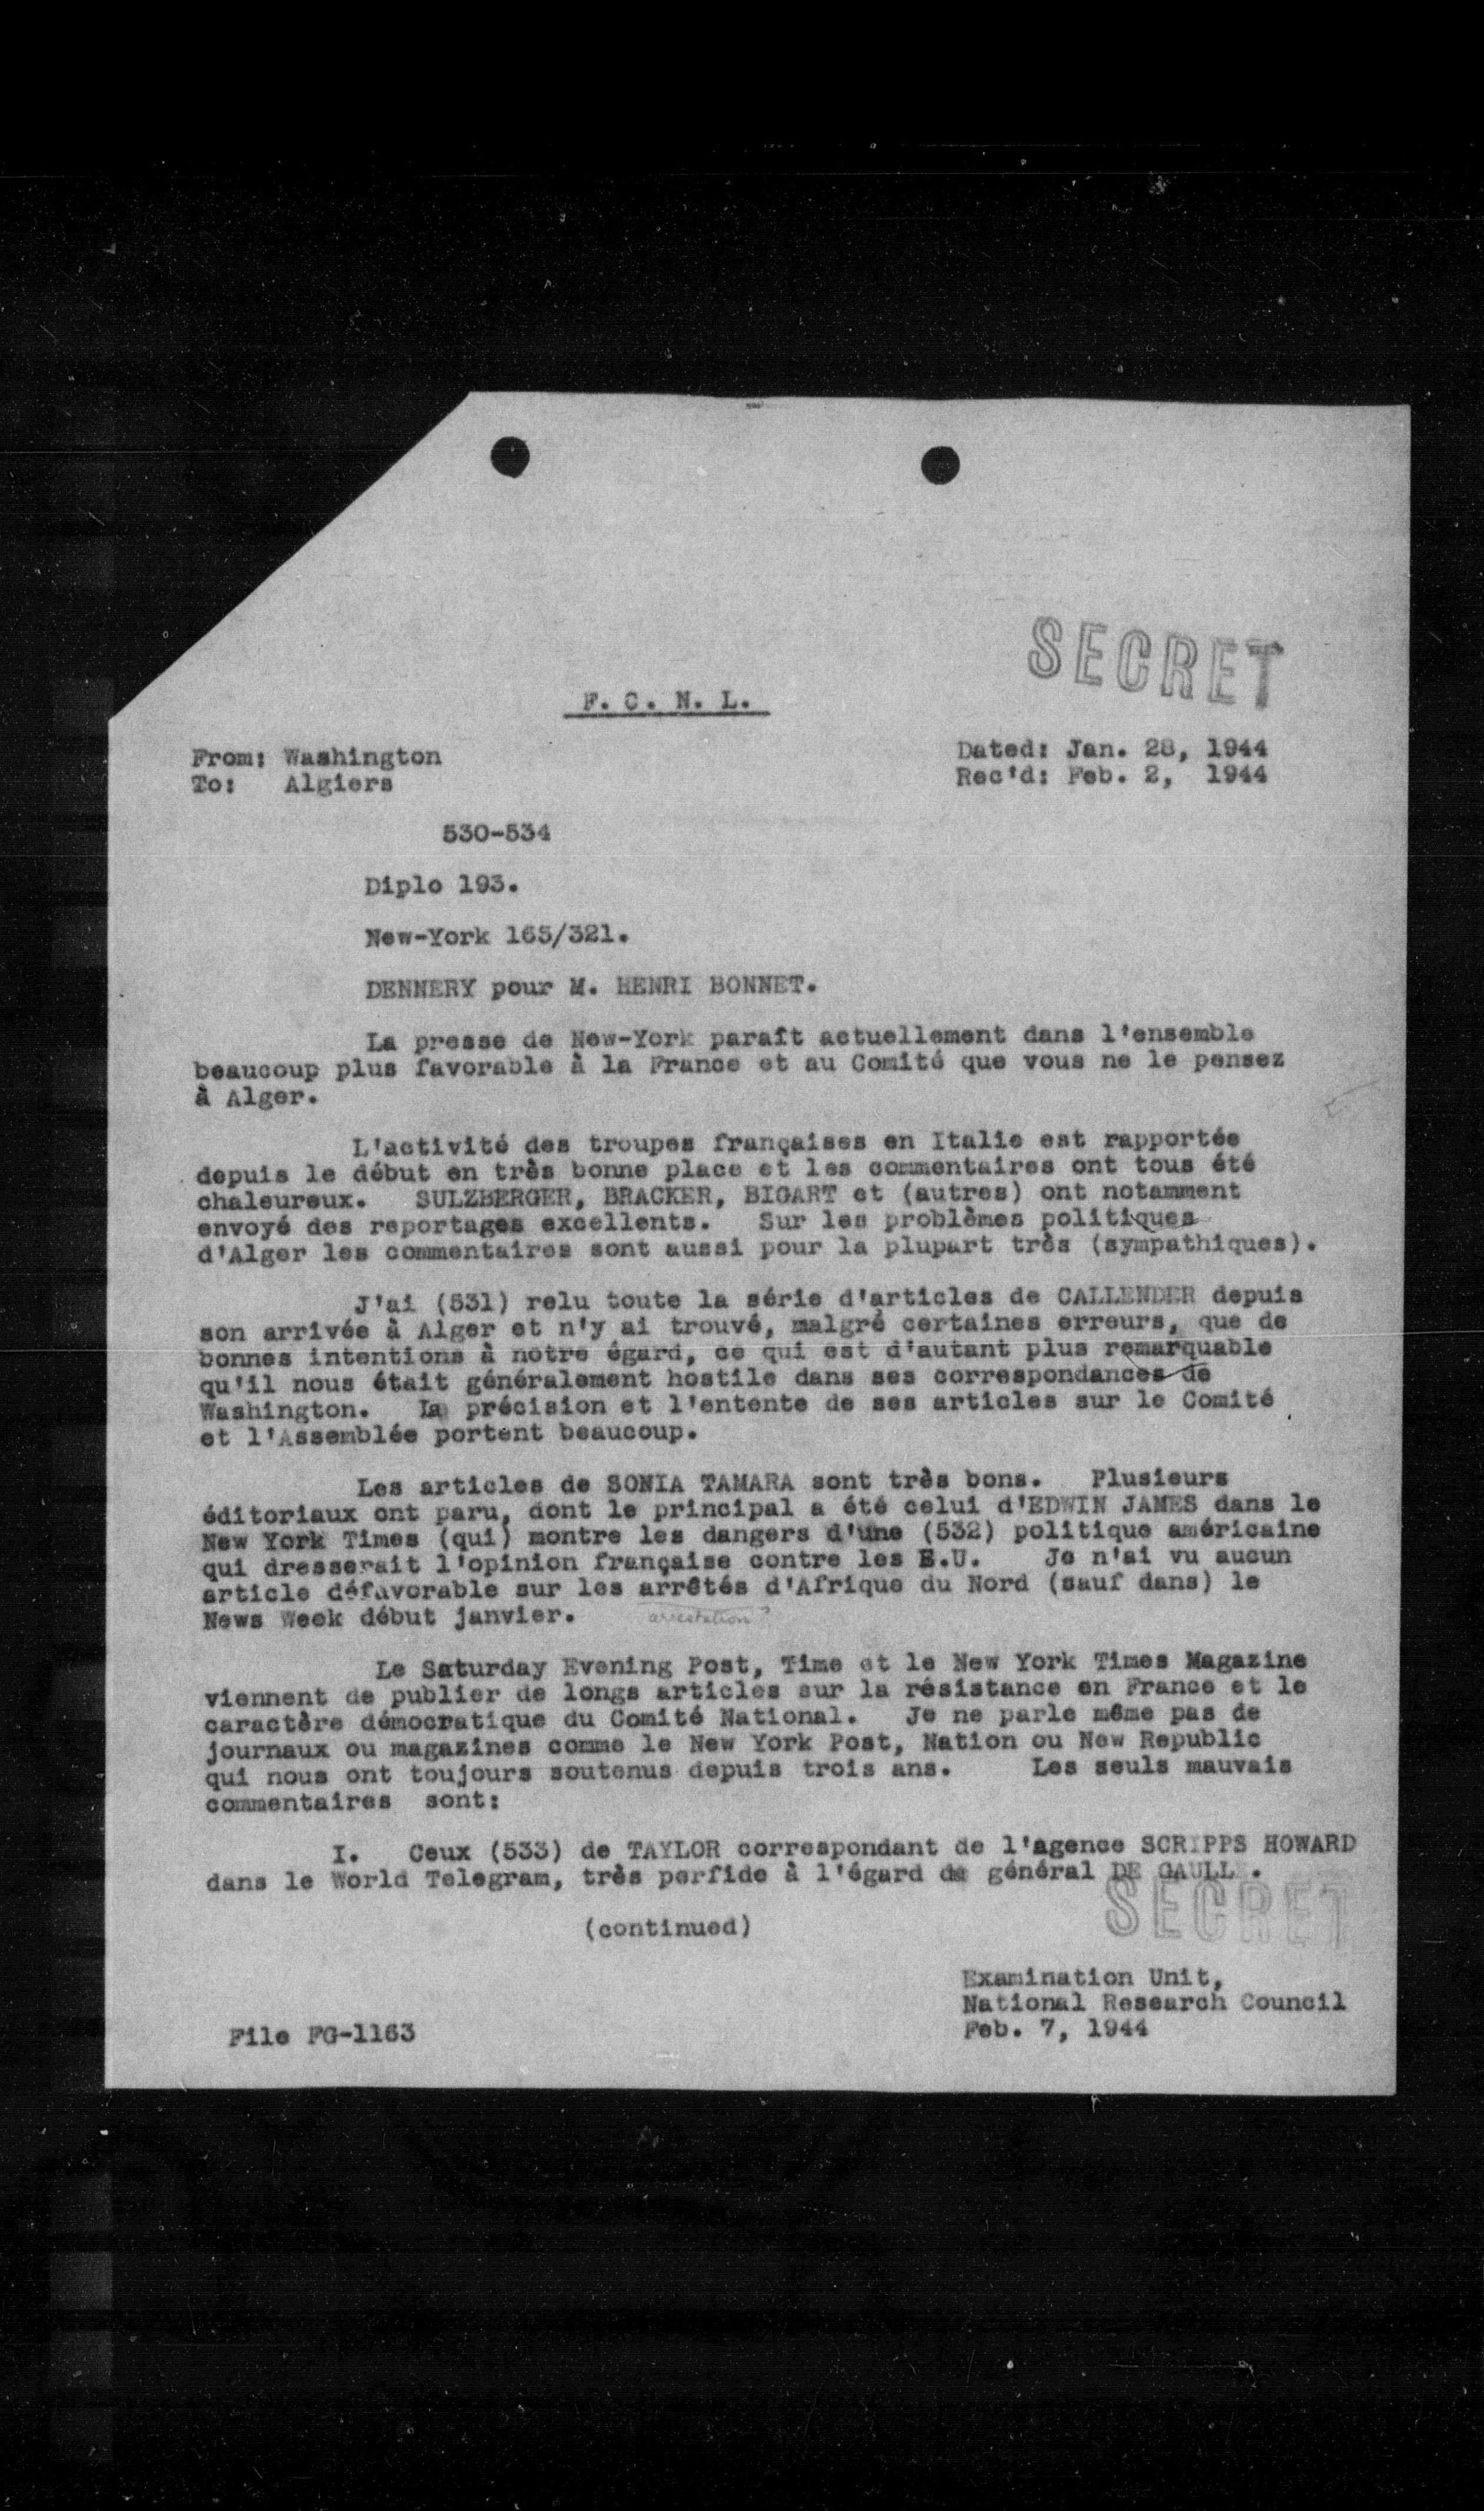 SECRET
F. C. N. L.
From: Washington
To: Algiers
Dated: Jan. 28, 1944
Rec'd: Feb. 2, 1944
530-534
Diplo 193.
New-York 165/321.
DENNERY pour M. HENRI BONNET.
La presse de New-York paraît actuellement dans l'ensemble
beaucoup plus favorable à la France et au Comité que vous ne le pensez
à Alger.
L'activité des troupes françaises en Italie est rapportée
depuis le début en très bonne place et les commentaires ont tous été
chaleureux. SULZBERGER, BRACKER, BIGART et (autres) ont notamment
envoyé des reportages excellents. Sur les problèmes politiques
d'Alger les commentaires sont aussi pour la plupart très (sympathiques).
J'ai (531) relu toute la série d'articles de CALLENDER depuis
son arrivée à Alger et n'y ai trouvé, malgré certaines erreurs, que de
bonnes intentions à notre égard, ce qui est d'autant plus remarquable
qu'il nous était généralement hostile dans ses correspondances de
Washington. La précision et l'entente de ses articles sur le Comité
et l'Assemblée portent beaucoup.
Les articles de SONIA TAMARA sont très bons. Plusieurs
éditoriaux ont paru, dont le principal a été celui d'EDWIN JAMES dans le
New York Times (qui) montre les dangers d'une (532) politique américaine
qui dresserait l'opinion française contre les E.U. Je n'ai vu aucun
article défavorable sur les arrêtés d'Afrique du Nord (sauf dans) le
News Week début janvier. arrestation?
Le Saturday Evening Post, Time et le New York Times Magazine
viennent de publier de longs articles sur la résistance en France et le
caractère démocratique du Comité National. Je ne parle même pas de
journaux ou magazines comme le New York Post, Nation ou New Republic
qui nous ont toujours soutenus depuis trois ans. Les seuls mauvais
commentaires sont:
I. Ceux (533) de TAYLOR correspondant de l'agence SCRIPPS HOWARD
dans le World Telegram, très perfide à l'égard de général DE GAULL .
SECRET
(continued)
Examination Unit,
National Research Council
Feb. 7, 1944
File FG-1163